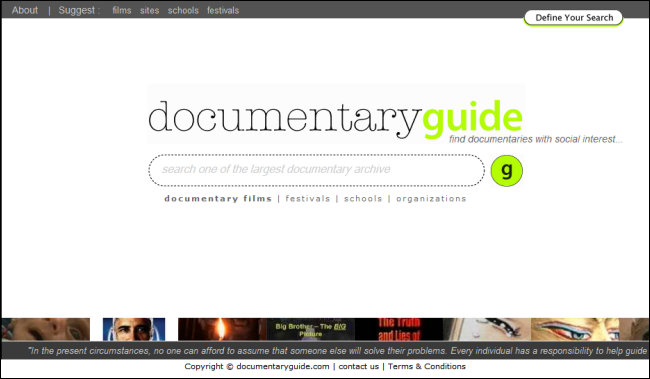 About | Suggest : films sites schools festivals
Define Your Search
documentaryguide
find documentaries with social interest...
search one of the largest documentary archive
g
documentary films | festivals | schools | organizations
Big Brother – The BIG
Picture
The Truth
and Lies of
"In the present circumstances, no one can afford to assume that someone else will solve their problems. Every individual has a responsibility to help guide
Copyright © documentaryguide.com | contact us | Terms & Conditions